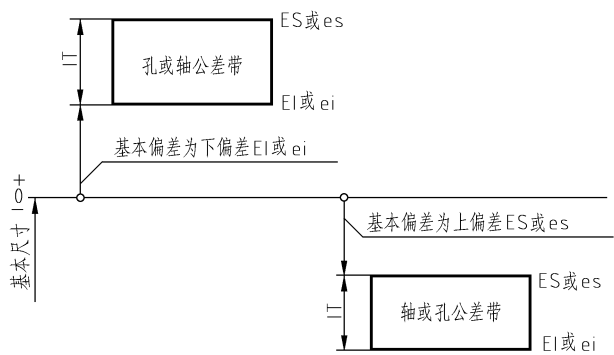 ES或es
IT
孔或轴公差带
EI或ei
基本偏差为下偏差EI或ei
+
0
−
基本尺寸
基本偏差为上偏差ES或es
ES或es
IT
轴或孔公差带
EI或ei